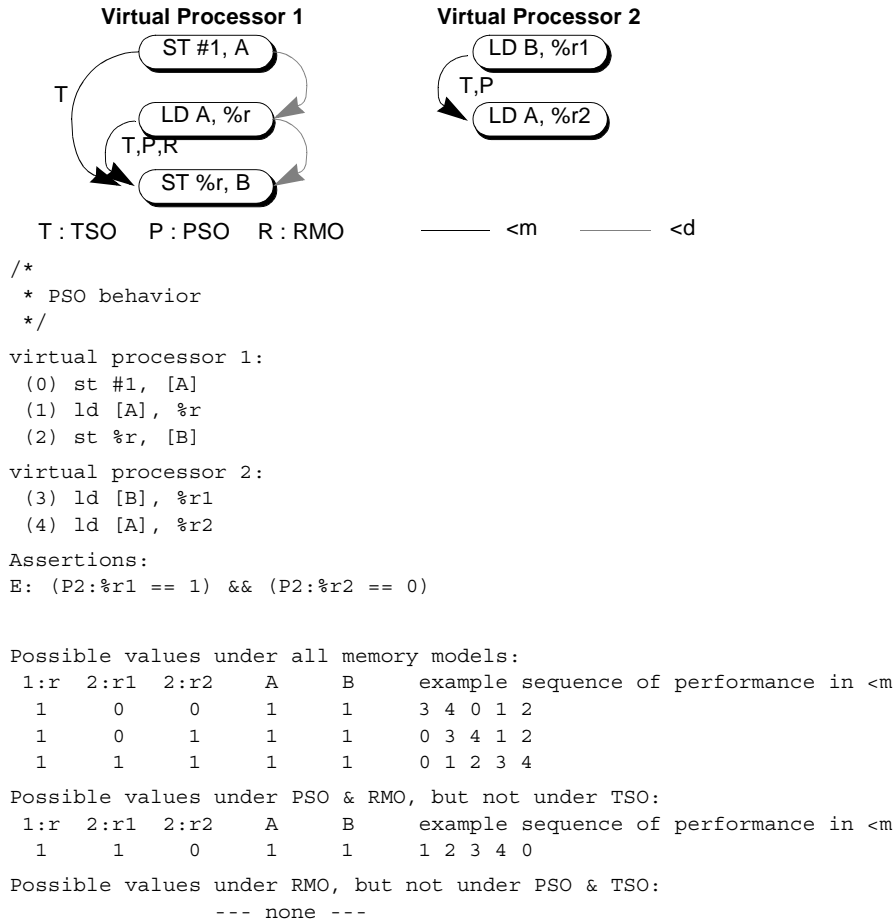 Virtual Processor 1 Virtual Processor 2
ST #1, A LD B, %r1
T T,P
LD A, %r LD A, %r2
T,P,R
ST %r, B
T : TSO P : PSO R : RMO <m <d
/*
* PSO behavior
*/
virtual processor 1:
(0) st #1, [A]
(1) ld [A], %r
(2) st %r, [B]
virtual processor 2:
(3) ld [B], %r1
(4) ld [A], %r2
Assertions:
E: (P2:%r1 == 1) && (P2:%r2 == 0)
Possible values under all memory models:
1:r 2:r1 2:r2 A B example sequence of performance in <m
1 0 0 1 1 3 4 0 1 2
1 0 1 1 1 0 3 4 1 2
1 1 1 1 1 0 1 2 3 4
Possible values under PSO & RMO, but not under TSO:
1:r 2:r1 2:r2 A B example sequence of performance in <m
1 1 0 1 1 1 2 3 4 0
Possible values under RMO, but not under PSO & TSO:
--- none ---